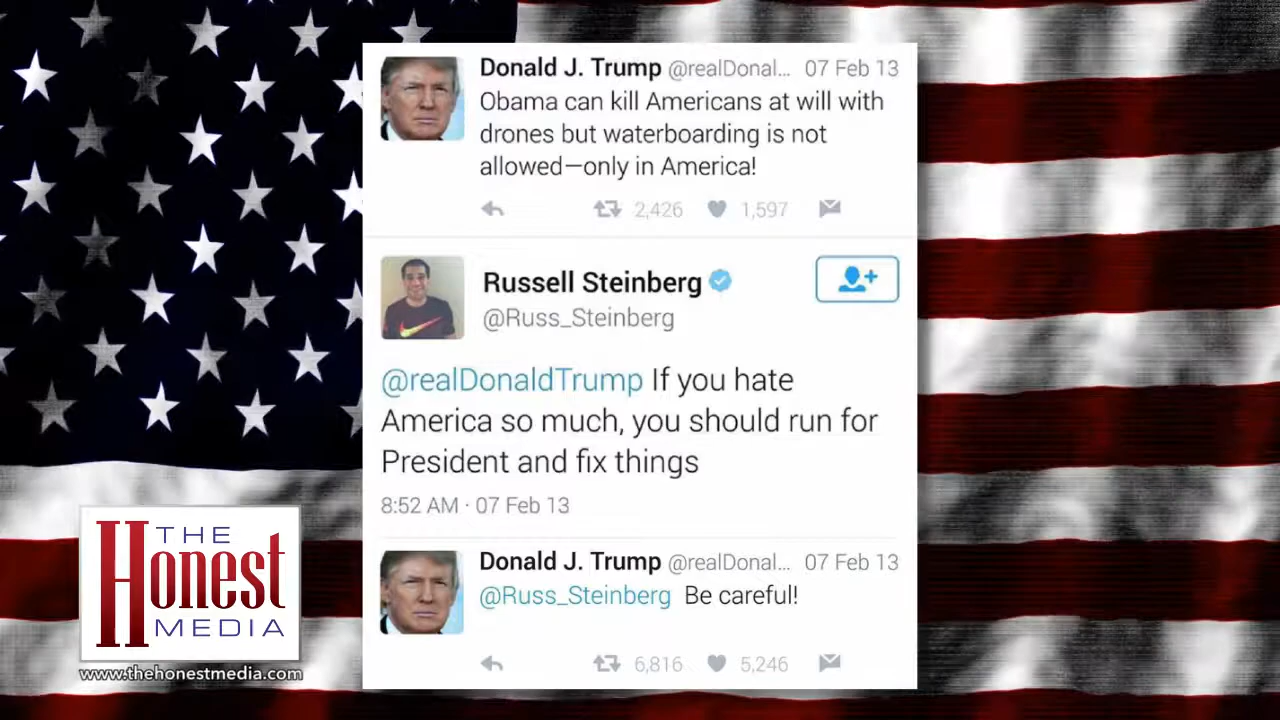 Donald J. Trump @realDonal... 07 Feb 13
Obama can kill Americans at will with
drones but waterboarding is not
allowed—only in America!
2,426 1,597
Russell Steinberg
@Russ_Steinberg
@realDonaldTrump If you hate
America so much, you should run for
President and fix things
8:52 AM · 07 Feb 13
Donald J. Trump @realDonal... 07 Feb 13
@Russ_Steinberg Be careful!
6,816 5,246
THE
Honest
MEDIA
www.thehonestmedia.com